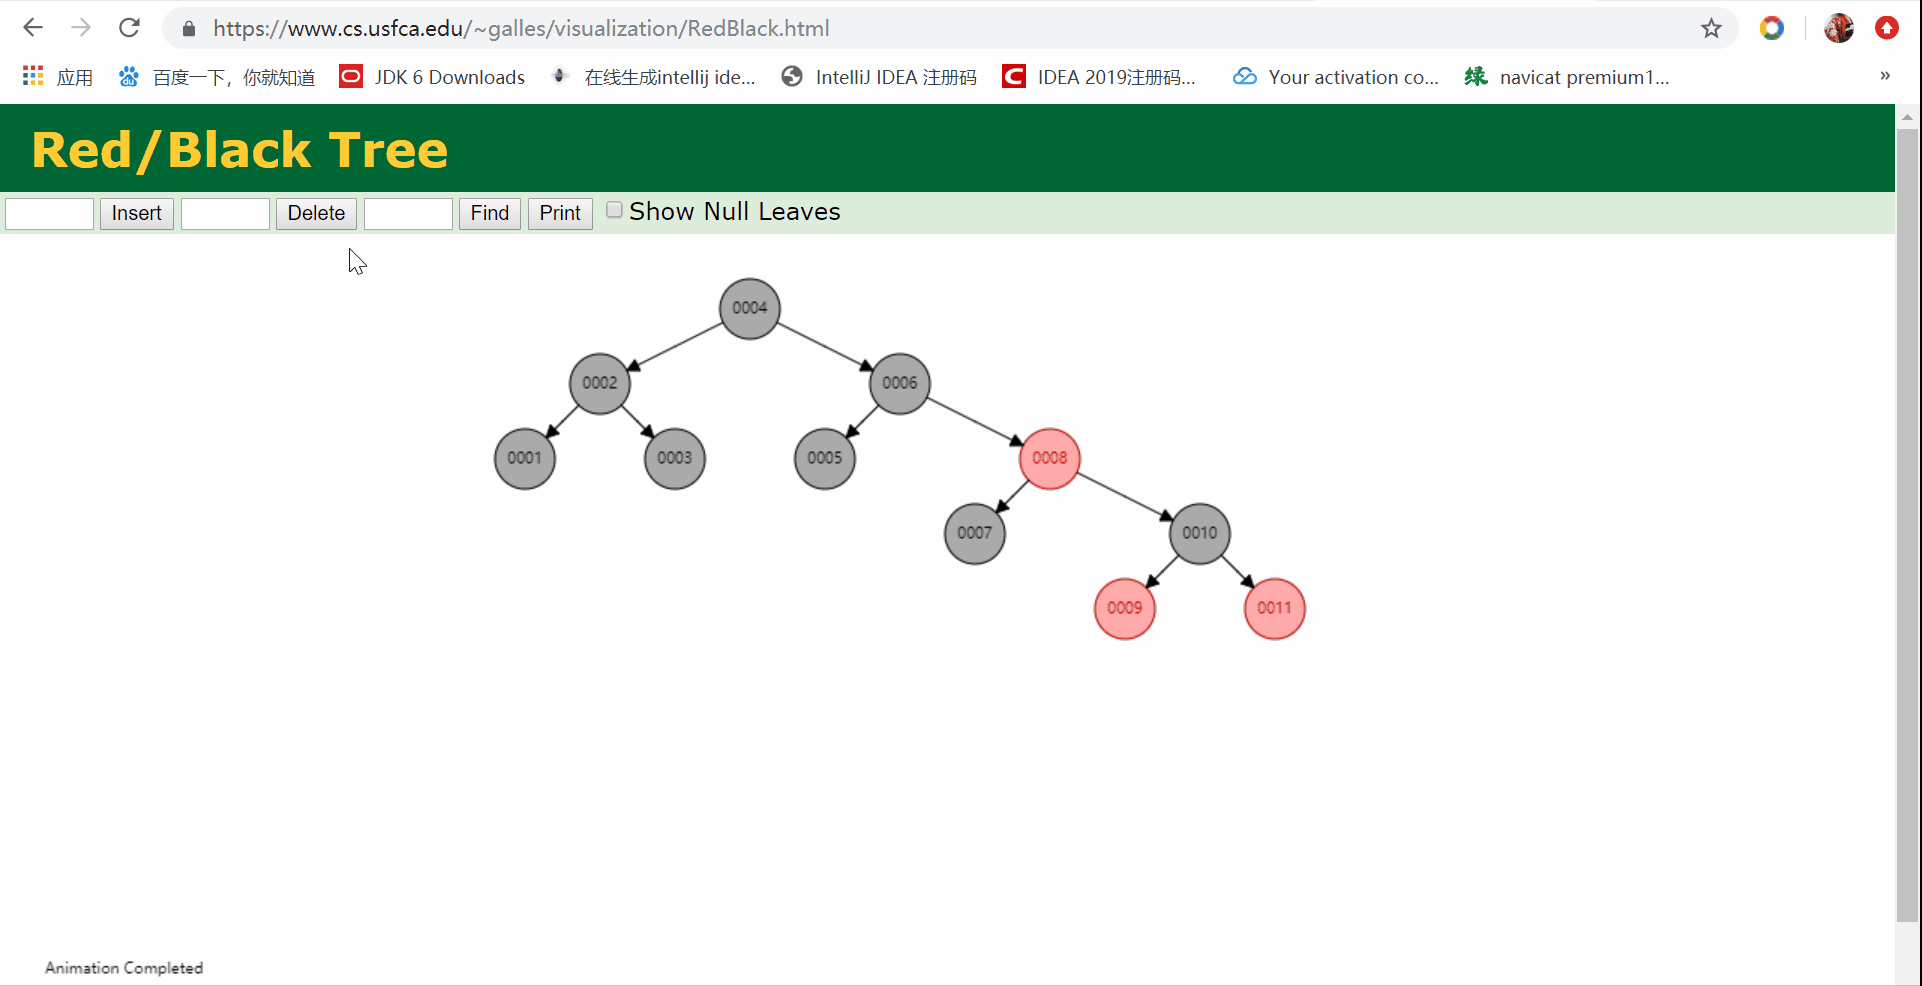 https://www.cs.usfca.edu/~galles/visualization/RedBlack.html
应用 百度一下，你就知道 JDK 6 Downloads 在线生成intellij ide... IntelliJ IDEA 注册码 IDEA 2019注册码... Your activation co... 绿 navicat premium1... »
Red/Black Tree
Insert Delete Find Print Show Null Leaves
0004
0002 0006
0001 0003 0005 0008
0007 0010
0009 0011
Animation Completed